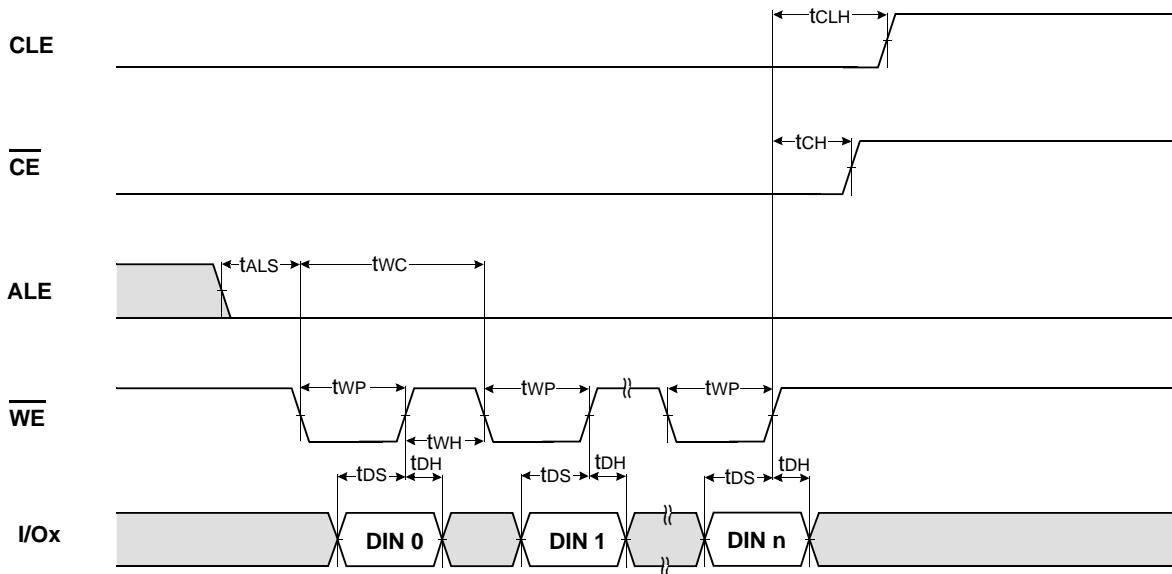 CLE
tCLH
CE
tCH
ALE
tALS
tWC
WE
tWP
tWP
tWP
tWH
tDS
tDH
tDS
tDH
tDS
tDH
I/Ox
DIN 0
DIN 1
DIN n